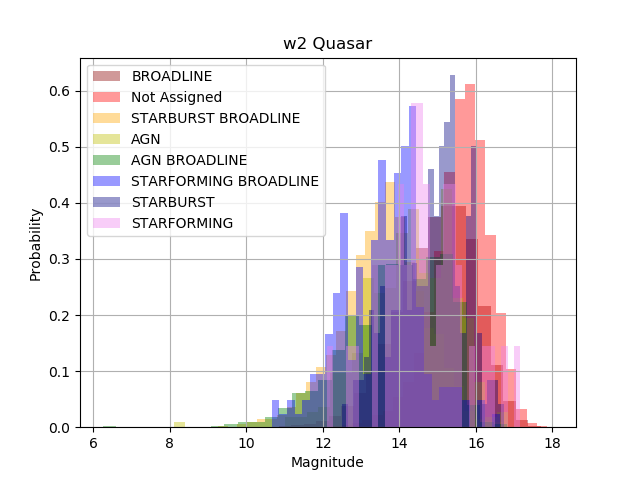 w2 Quasar
BROADLINE
Not Assigned
STARBURST BROADLINE
AGN
AGN BROADLINE
STARFORMING BROADLINE
STARBURST
STARFORMING
Probability
0.6
0.5
0.4
0.3
0.2
0.1
0.0
6 8 10 12 14 16 18
Magnitude